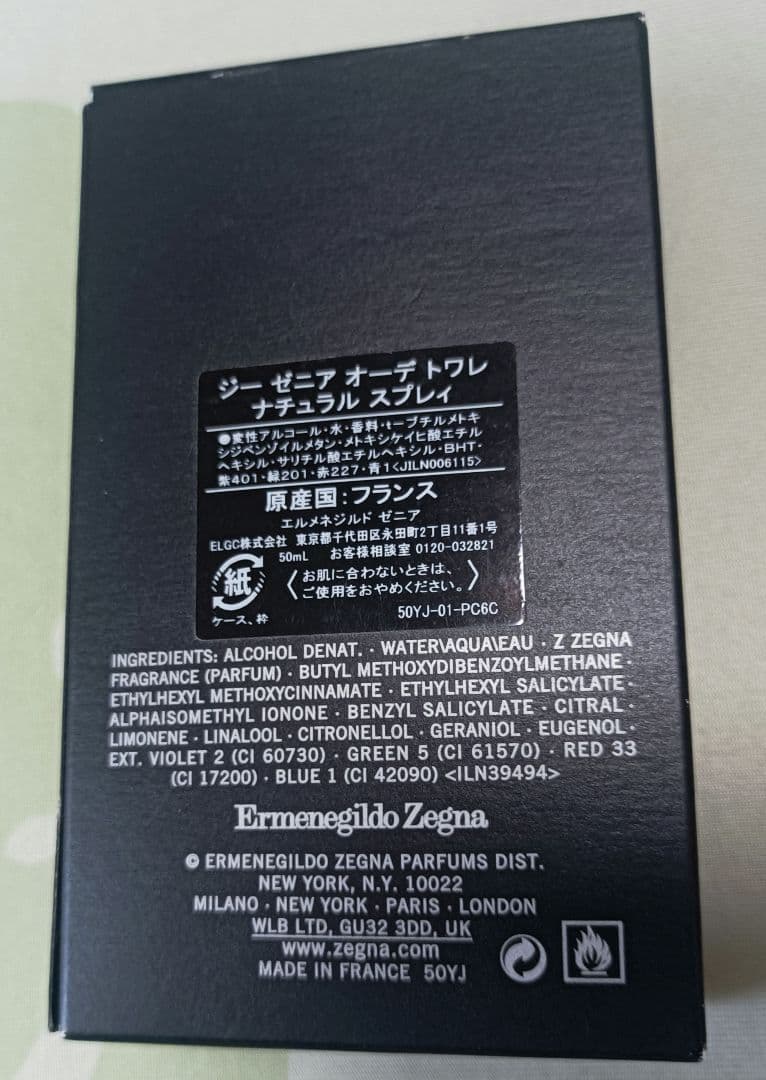 ジー ゼニア オーデ トワレ
ナチュラル スプレィ
●変性アルコール・水・香料・t-ブチルメトキ
シジベンゾイルメタン・メトキシケイヒ酸エチル
ヘキシル・サリチル酸エチルヘキシル・BHT・
紫401・緑201・赤227・青1<JILN006115>
原産国:フランス
エルメネジルド ゼニア
ELGC株式会社 東京都千代田区永田町2丁目11番1号
50mL お客様相談室 0120-032821
紙
〈お肌に合わないときは、
ご使用をおやめください。〉
ケース、枠
50YJ-01-PC6C
INGREDIENTS: ALCOHOL DENAT. · WATER\AQUA\EAU · Z ZEGNA
FRAGRANCE (PARFUM) · BUTYL METHOXYDIBENZOYLMETHANE ·
ETHYLHEXYL METHOXYCINNAMATE · ETHYLHEXYL SALICYLATE ·
ALPHAISOMETHYL IONONE · BENZYL SALICYLATE · CITRAL ·
LIMONENE · LINALOOL · CITRONELLOL · GERANIOL · EUGENOL ·
EXT. VIOLET 2 (CI 60730) · GREEN 5 (CI 61570) · RED 33
(CI 17200) · BLUE 1 (CI 42090) <ILN39494>
Ermenegildo Zegna
© ERMENEGILDO ZEGNA PARFUMS DIST.
NEW YORK, N.Y. 10022
MILANO · NEW YORK · PARIS · LONDON
WLB LTD, GU32 3DD, UK
www.zegna.com
MADE IN FRANCE 50YJ